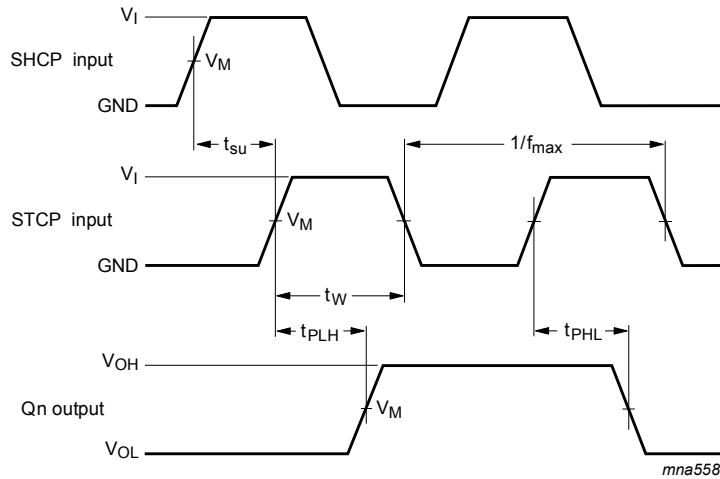 VI
SHCP input
VM
GND
tsu
1/fmax
VI
STCP input
VM
GND
tW
tPLH
tPHL
VOH
Qn output
VM
VOL
mna558